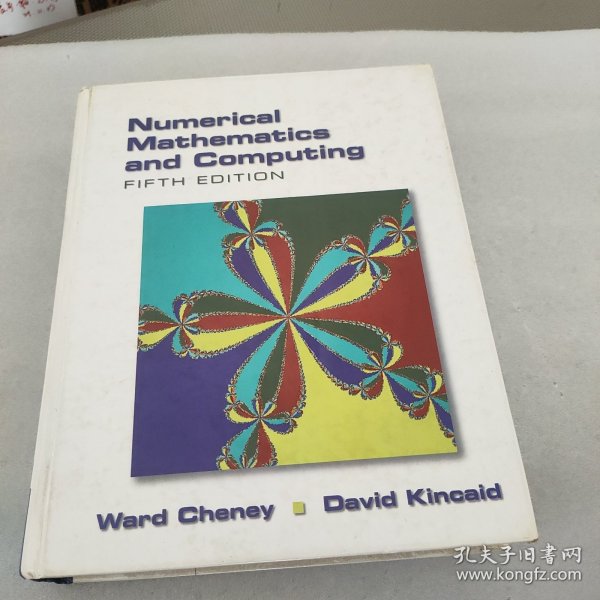 Numerical
Mathematics
and Computing
FIFTH EDITION
Ward Cheney
David Kincaid
孔夫子旧书网
www.kongfz.com